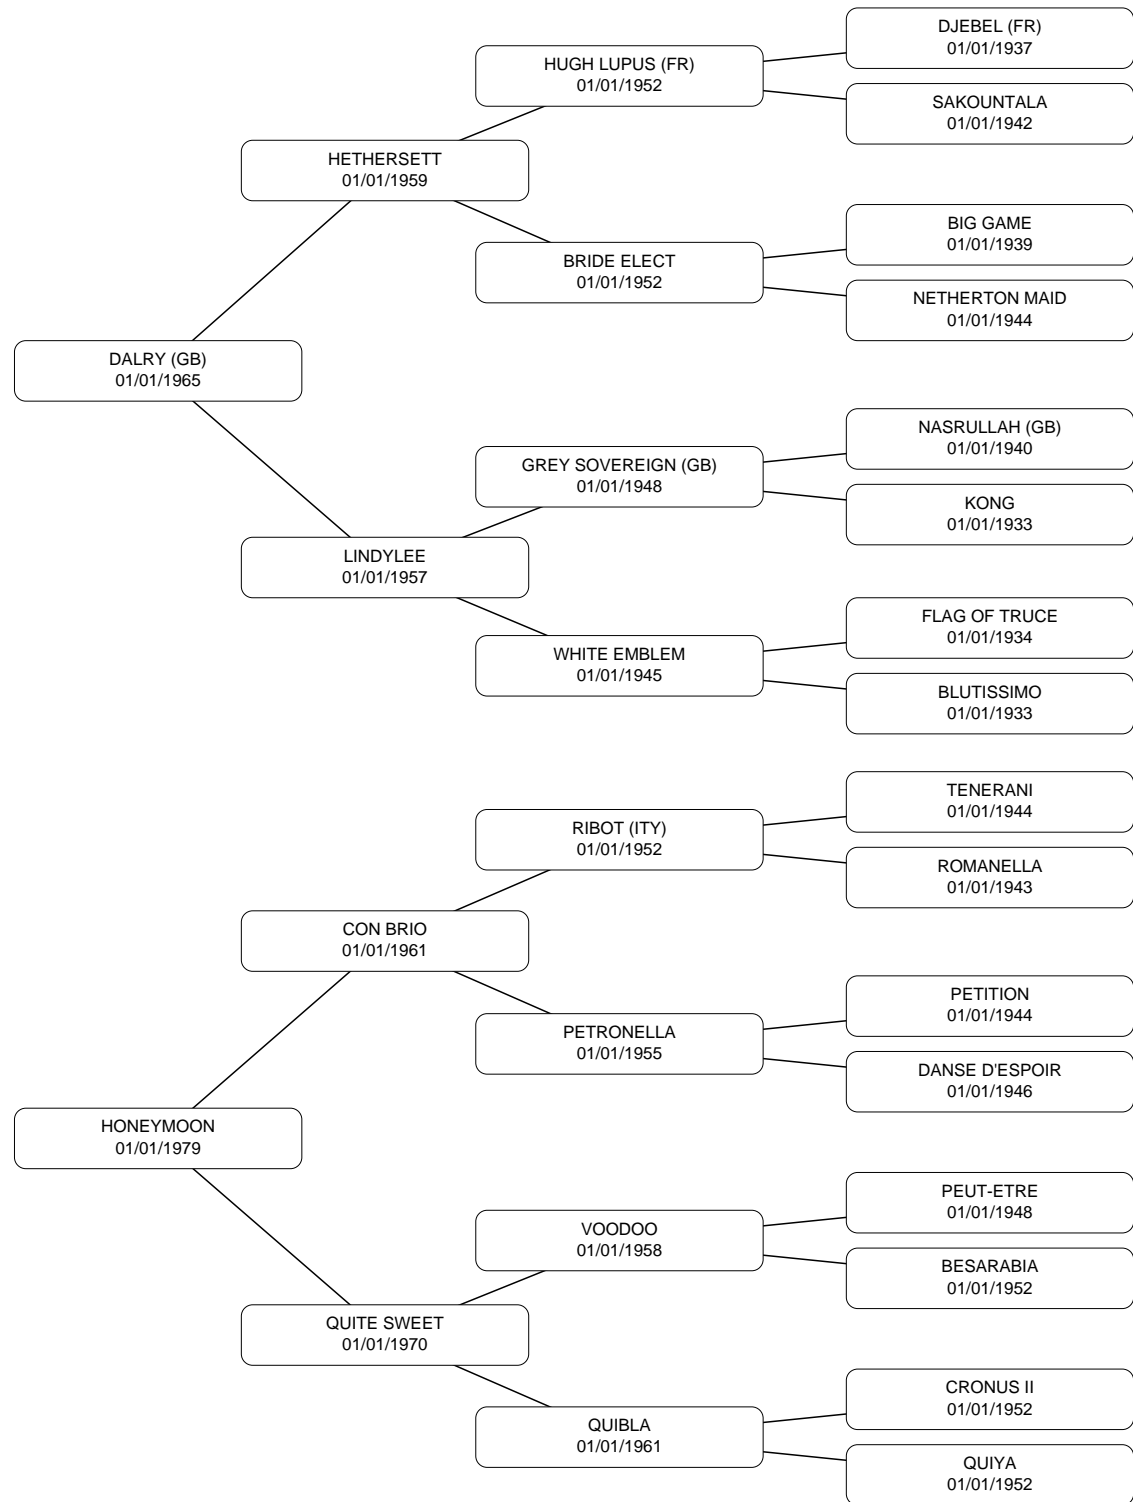 DJEBEL (FR)
01/01/1937
HUGH LUPUS (FR)
01/01/1952
SAKOUNTALA
01/01/1942
HETHERSETT
01/01/1959
BIG GAME
01/01/1939
BRIDE ELECT
01/01/1952
NETHERTON MAID
01/01/1944
DALRY (GB)
01/01/1965
NASRULLAH (GB)
01/01/1940
GREY SOVEREIGN (GB)
01/01/1948
KONG
01/01/1933
LINDYLEE
01/01/1957
FLAG OF TRUCE
01/01/1934
WHITE EMBLEM
01/01/1945
BLUTISSIMO
01/01/1933
TENERANI
01/01/1944
RIBOT (ITY)
01/01/1952
ROMANELLA
01/01/1943
CON BRIO
01/01/1961
PETITION
01/01/1944
PETRONELLA
01/01/1955
DANSE D'ESPOIR
01/01/1946
HONEYMOON
01/01/1979
PEUT-ETRE
01/01/1948
VOODOO
01/01/1958
BESARABIA
01/01/1952
QUITE SWEET
01/01/1970
CRONUS II
01/01/1952
QUIBLA
01/01/1961
QUIYA
01/01/1952